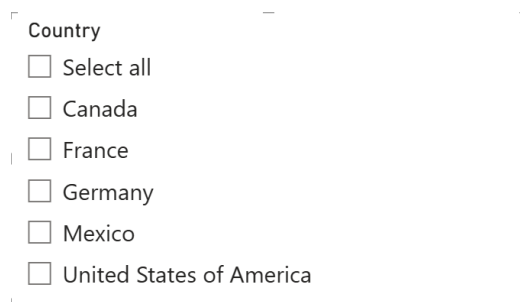 Country
Select all
Canada
France
Germany
Mexico
United States of America